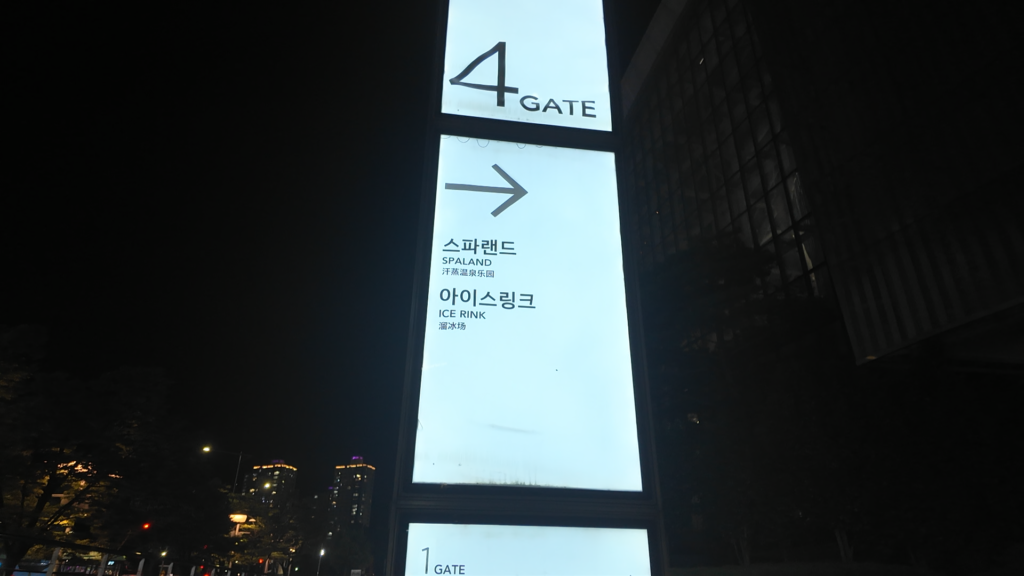 4 GATE
→
스파랜드
SPALAND
汗蒸温泉乐园
아이스링크
ICE RINK
溜冰场
1 GATE